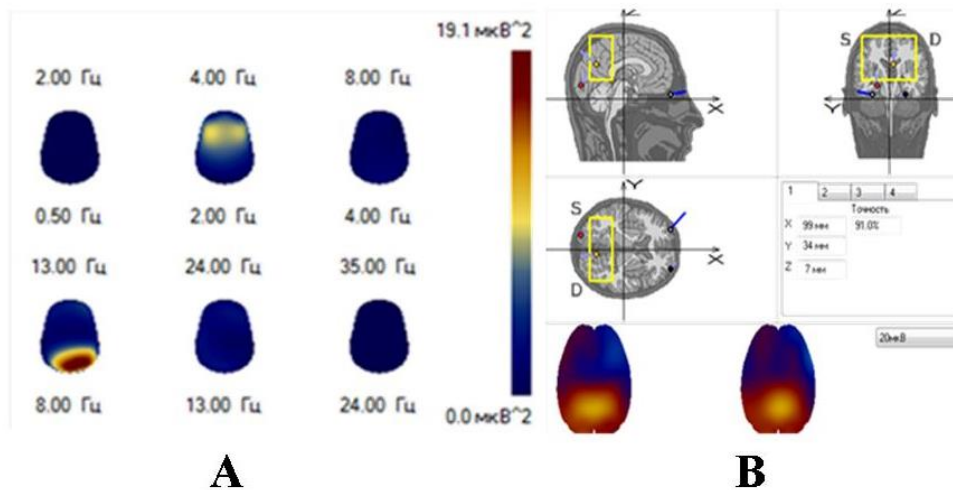 19.1 мкВ^2
2.00 Гц 4.00 Гц 8.00 Гц
0.50 Гц 2.00 Гц 4.00 Гц
13.00 Гц 24.00 Гц 35.00 Гц
8.00 Гц 13.00 Гц 24.00 Гц
0.0 мкВ^2
A
Z
X
Z
S D
Y
Y
S
X
D
1 2 3 4
Точность
X 99 мм 91.0%
Y 34 мм
Z 7 мм
20мкВ
B